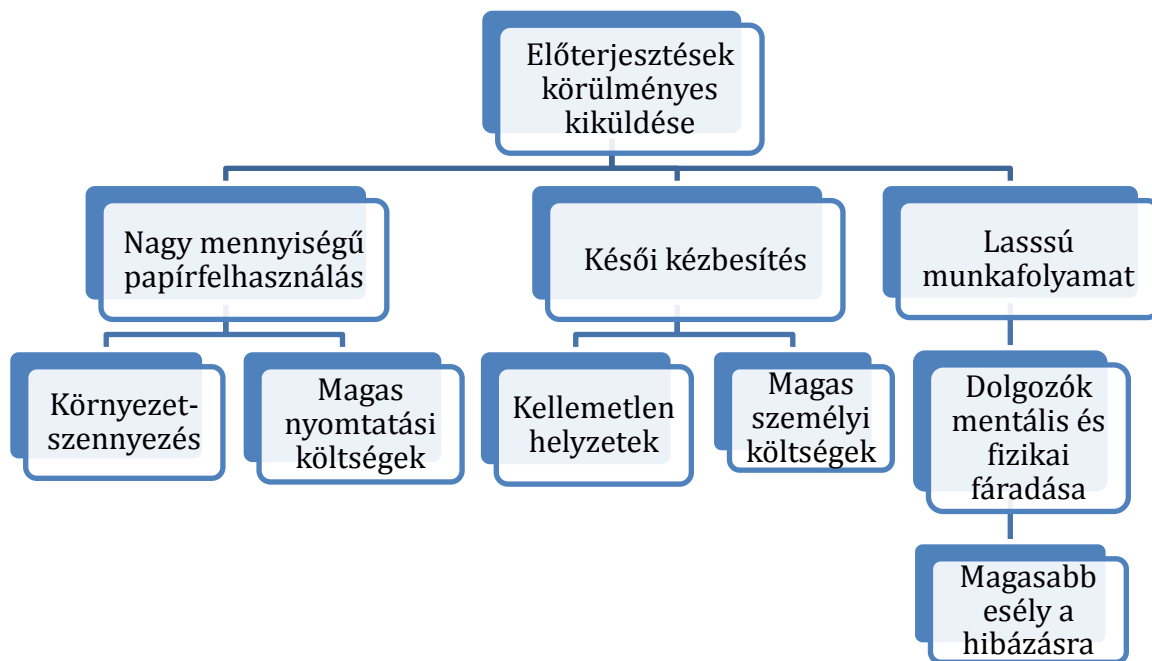 Előterjesztések
körülményes
kiküldése
Nagy mennyiségű
papírfelhasználás
Késői kézbesítés
Lasssú
munkafolyamat
Környezet-
szennyezés
Magas
nyomtatási
költségek
Kellemetlen
helyzetek
Magas
személyi
költségek
Dolgozók
mentális és
fizikai
fáradása
Magasabb
esély a
hibázásra